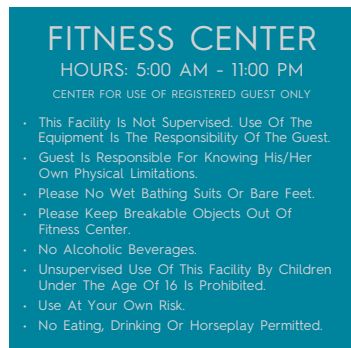 FITNESS CENTER
HOURS: 5:00 AM - 11:00 PM
CENTER FOR USE OF REGISTERED GUEST ONLY
• This Facility Is Not Supervised. Use Of The
Equipment Is The Responsibility Of The Guest.
• Guest Is Responsible For Knowing His/Her
Own Physical Limitations.
• Please No Wet Bathing Suits Or Bare Feet.
• Please Keep Breakable Objects Out Of
Fitness Center.
• No Alcoholic Beverages.
• Unsupervised Use Of This Facility By Children
Under The Age Of 16 Is Prohibited.
• Use At Your Own Risk.
• No Eating, Drinking Or Horseplay Permitted.